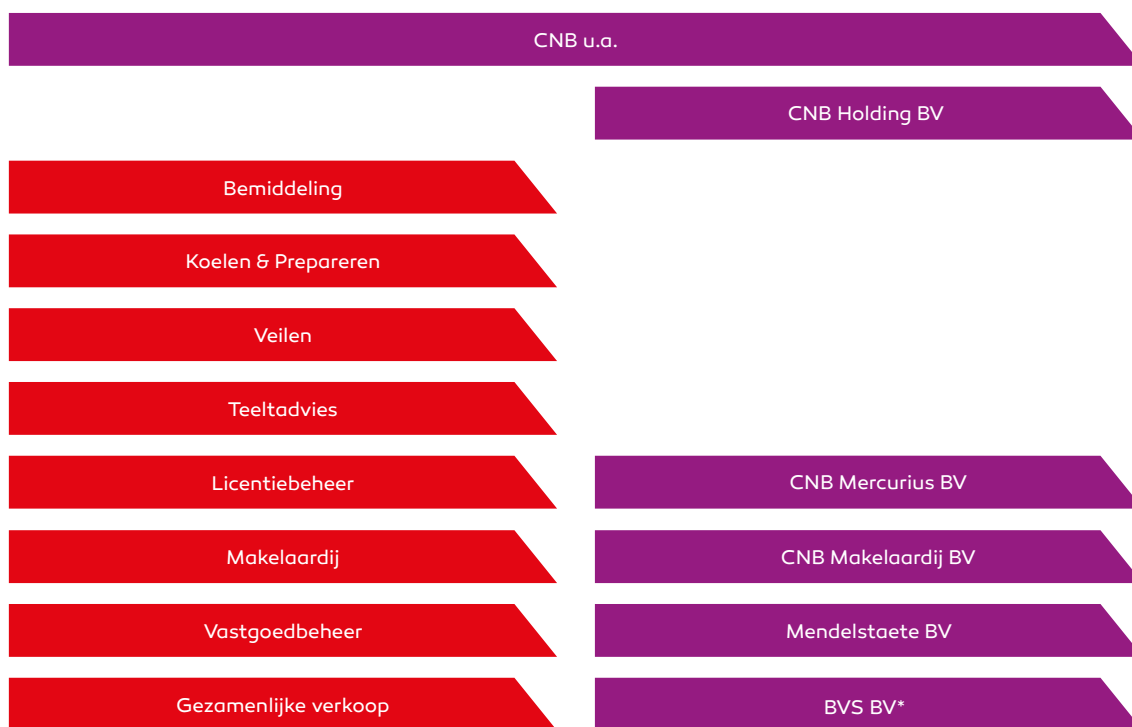 CNB u.a.
CNB Holding BV
Bemiddeling
Koelen & Prepareren
Veilen
Teeltadvies
Licentiebeheer
CNB Mercurius BV
Makelaardij
CNB Makelaardij BV
Vastgoedbeheer
Mendelstaete BV
Gezamenlijke verkoop
BVS BV*